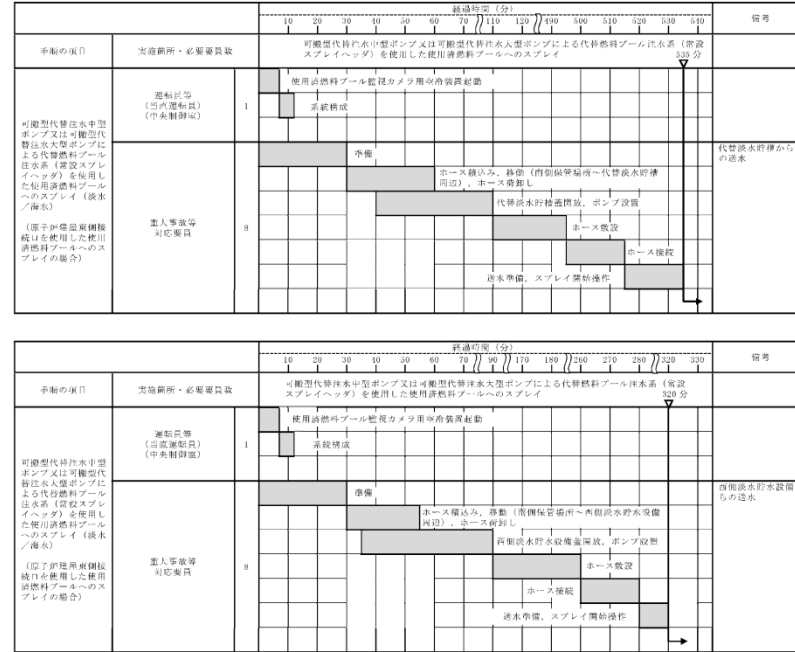 経過時間（分）
備考
10 20 30 40 50 60 70 110 120 490 500 510 520 530 540
手順の項目
実施箇所・必要要員数
可搬型代替注水中型ポンプ又は可搬型代替注水大型ポンプによる代替燃料プール注水系（常設
スプレイヘッダ）を使用した使用済燃料プールへのスプレイ
535 分
可搬型代替注水中型
ポンプ又は可搬型代
替注水大型ポンプに
よる代替燃料プール
注水系（常設スプレ
イヘッダ）を使用し
た使用済燃料プール
へのスプレイ（淡水
／海水）
（原子炉建屋東側接
続口を使用した使用
済燃料プールへのス
プレイの場合）
運転員等
（当直運転員）
（中央制御室）
1
使用済燃料プール監視カメラ用空冷装置起動
系統構成
重大事故等
対応要員
8
準備
ホース積込み，移動（南側保管場所～代替淡水貯槽
周辺），ホース荷卸し
代替淡水貯槽蓋開放，ポンプ設置
ホース敷設
ホース接続
送水準備，スプレイ開始操作
代替淡水貯槽から
の送水
経過時間（分）
備考
10 20 30 40 50 60 70 90 170 180 260 270 280 320 330
手順の項目
実施箇所・必要要員数
可搬型代替注水中型ポンプ又は可搬型代替注水大型ポンプによる代替燃料プール注水系（常設
スプレイヘッダ）を使用した使用済燃料プールへのスプレイ
320 分
可搬型代替注水中型
ポンプ又は可搬型代
替注水大型ポンプに
よる代替燃料プール
注水系（常設スプレ
イヘッダ）を使用し
た使用済燃料プール
へのスプレイ（淡水
／海水）
（原子炉建屋東側接
続口を使用した使用
済燃料プールへのス
プレイの場合）
運転員等
（当直運転員）
（中央制御室）
1
使用済燃料プール監視カメラ用空冷装置起動
系統構成
重大事故等
対応要員
8
準備
ホース積込み，移動（南側保管場所～西側淡水貯水設備
周辺），ホース荷卸し
西側淡水貯水設備蓋開放，ポンプ設置
ホース敷設
ホース接続
送水準備，スプレイ開始操作
西側淡水貯水設備
らの送水